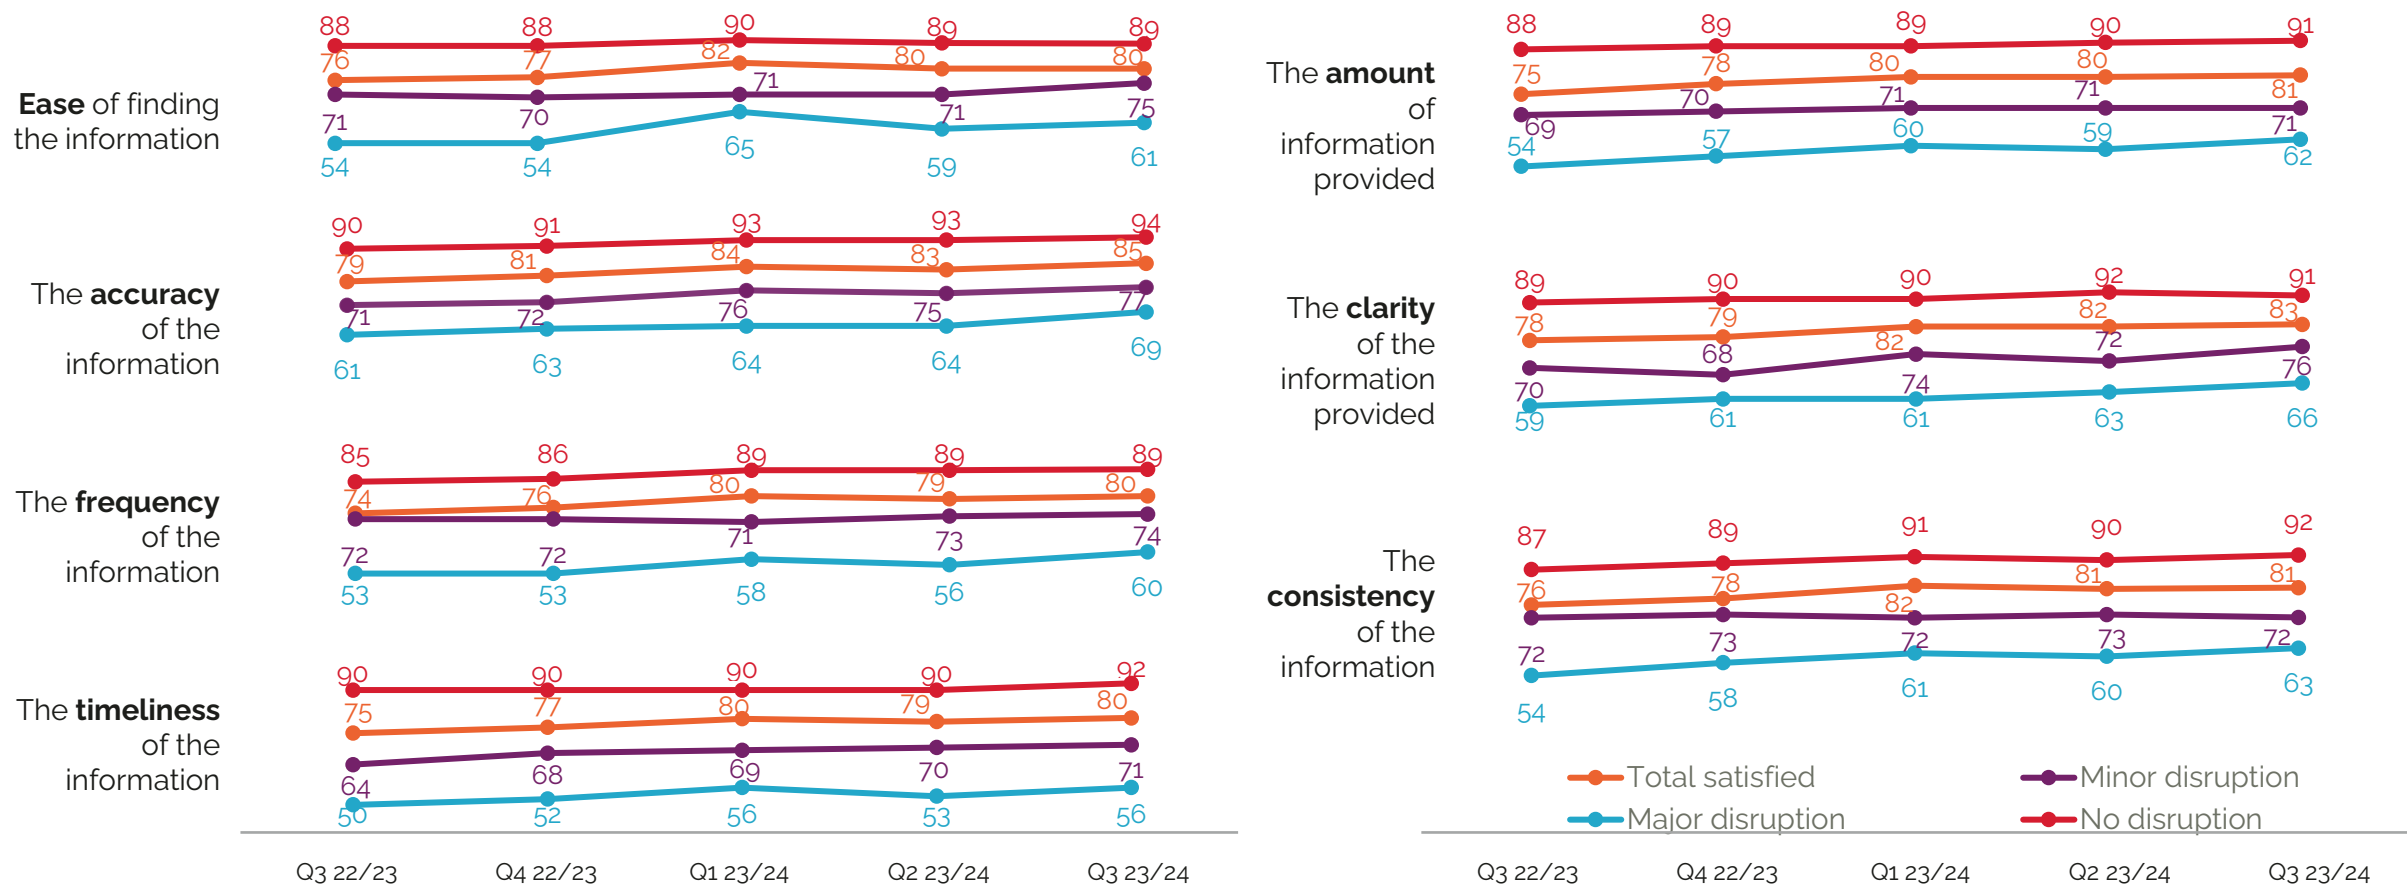 88 88 90 89 89
76 77 82 80 80
Ease of finding
the information
71 70 71 71 75
54 54 65 59 61
90 91 93 93 94
79 81 84 83 85
The accuracy
of the
information
71 72 76 75 77
61 63 64 64 69
85 86 89 89 89
74 76 80 79 80
The frequency
of the
information
72 72 71 73 74
53 53 58 56 60
90 90 90 90 92
75 77 80 79 80
The timeliness
of the
information
64 68 69 70 71
50 52 56 53 56
Q3 22/23 Q4 22/23 Q1 23/24 Q2 23/24 Q3 23/24
88 89 89 90 91
75 78 80 80 81
The amount
of
information
provided
69 70 71 71 71
54 57 60 59 62
89 90 90 92 91
78 79 82 82 83
The clarity
of the
information
provided
70 68 74 72 76
59 61 61 63 66
87 89 91 90 92
76 78 82 81 81
The
consistency
of the
information
72 73 72 73 72
54 58 61 60 63
Total satisfied Minor disruption
Major disruption No disruption
Q3 22/23 Q4 22/23 Q1 23/24 Q2 23/24 Q3 23/24